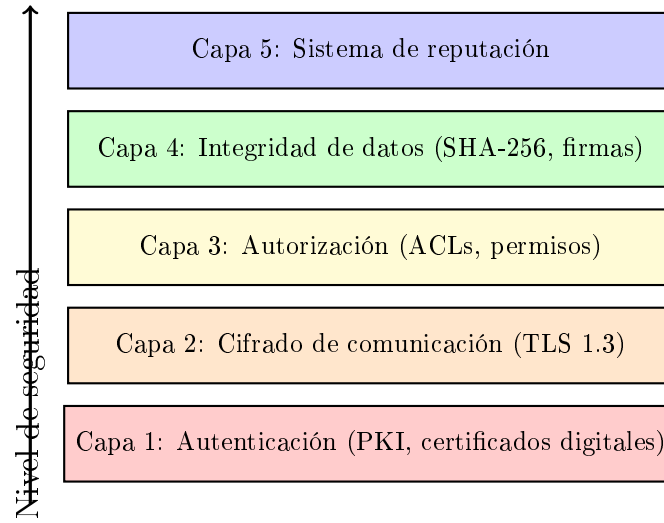 Capa 5: Sistema de reputación
Capa 4: Integridad de datos (SHA-256, firmas)
Capa 3: Autorización (ACLs, permisos)
Capa 2: Cifrado de comunicación (TLS 1.3)
Capa 1: Autenticación (PKI, certificados digitales)
Nivel de seguridad